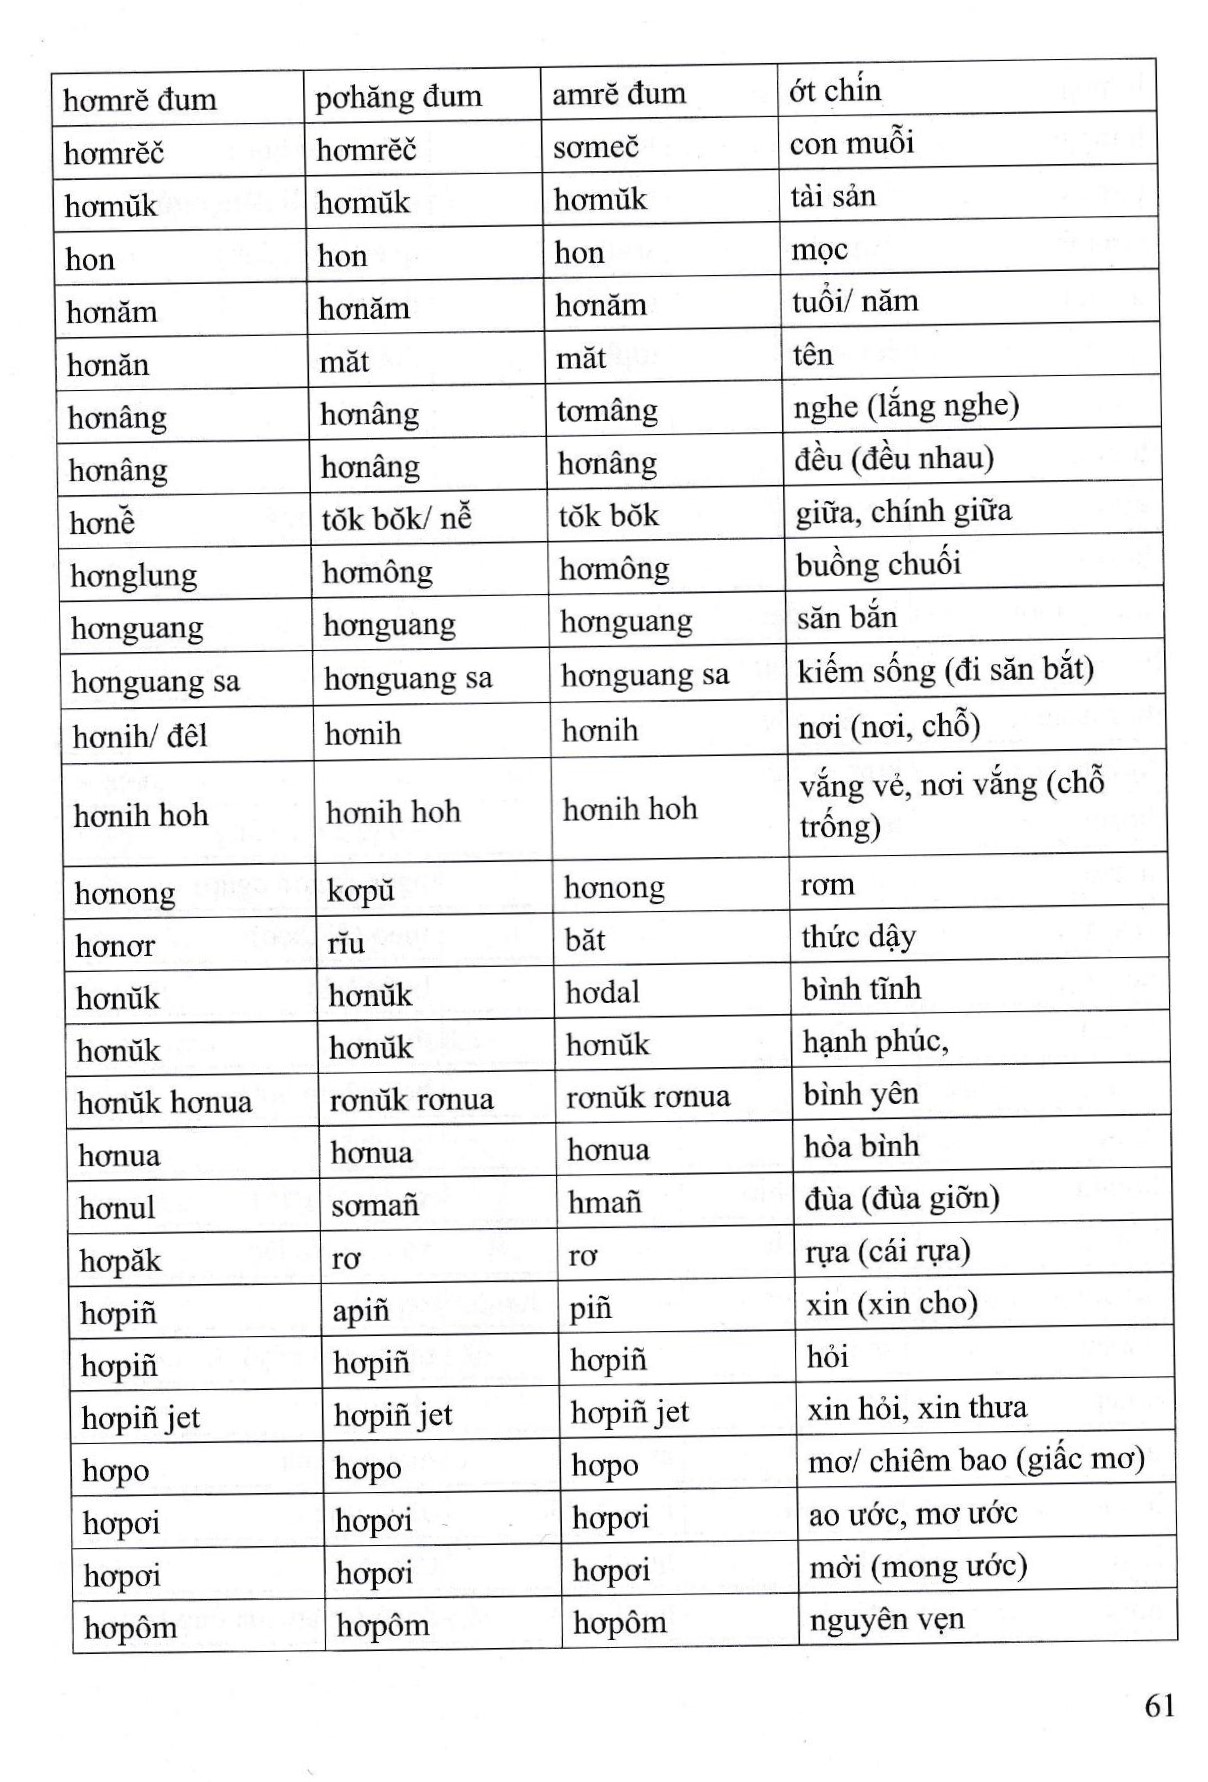 hơmrĕ đum pơhăng đum amrĕ đum ớt chín
hơmrĕč hơmrĕč sơmeč con muỗi
hơmŭk hơmŭk hơmŭk tài sản
hon hon hon mọc
hơnăm hơnăm hơnăm tuổi/ năm
hơnăn măt măt tên
hơnâng hơnâng tơmâng nghe (lắng nghe)
hơnâng hơnâng hơnâng đều (đều nhau)
hơnê̆ tŏk bŏk/ nê̆ tŏk bŏk giữa, chính giữa
hơnglung hơmông hơmông buồng chuối
hơnguang hơnguang hơnguang săn bắn
hơnguang sa hơnguang sa hơnguang sa kiếm sống (đi săn bắt)
hơnih/ đêl hơnih hơnih nơi (nơi, chỗ)
hơnih hoh hơnih hoh hơnih hoh vắng vẻ, nơi vắng (chỗ
trống)
hơnong kơpŭ hơnong rơm
hơnơr rĭu băt thức dậy
hơnŭk hơnŭk hơdal bình tĩnh
hơnŭk hơnŭk hơnŭk hạnh phúc,
hơnŭk hơnua rơnŭk rơnua rơnŭk rơnua bình yên
hơnua hơnua hơnua hòa bình
hơnul sơmañ hmañ đùa (đùa giỡn)
hơpăk rơ rơ rựa (cái rựa)
hơpiñ apiñ piñ xin (xin cho)
hơpiñ hơpiñ hơpiñ hỏi
hơpiñ jet hơpiñ jet hơpiñ jet xin hỏi, xin thưa
hơpo hơpo hơpo mơ/ chiêm bao (giấc mơ)
hơpơi hơpơi hơpơi ao ước, mơ ước
hơpơi hơpơi hơpơi mời (mong ước)
hơpôm hơpôm hơpôm nguyên vẹn
61